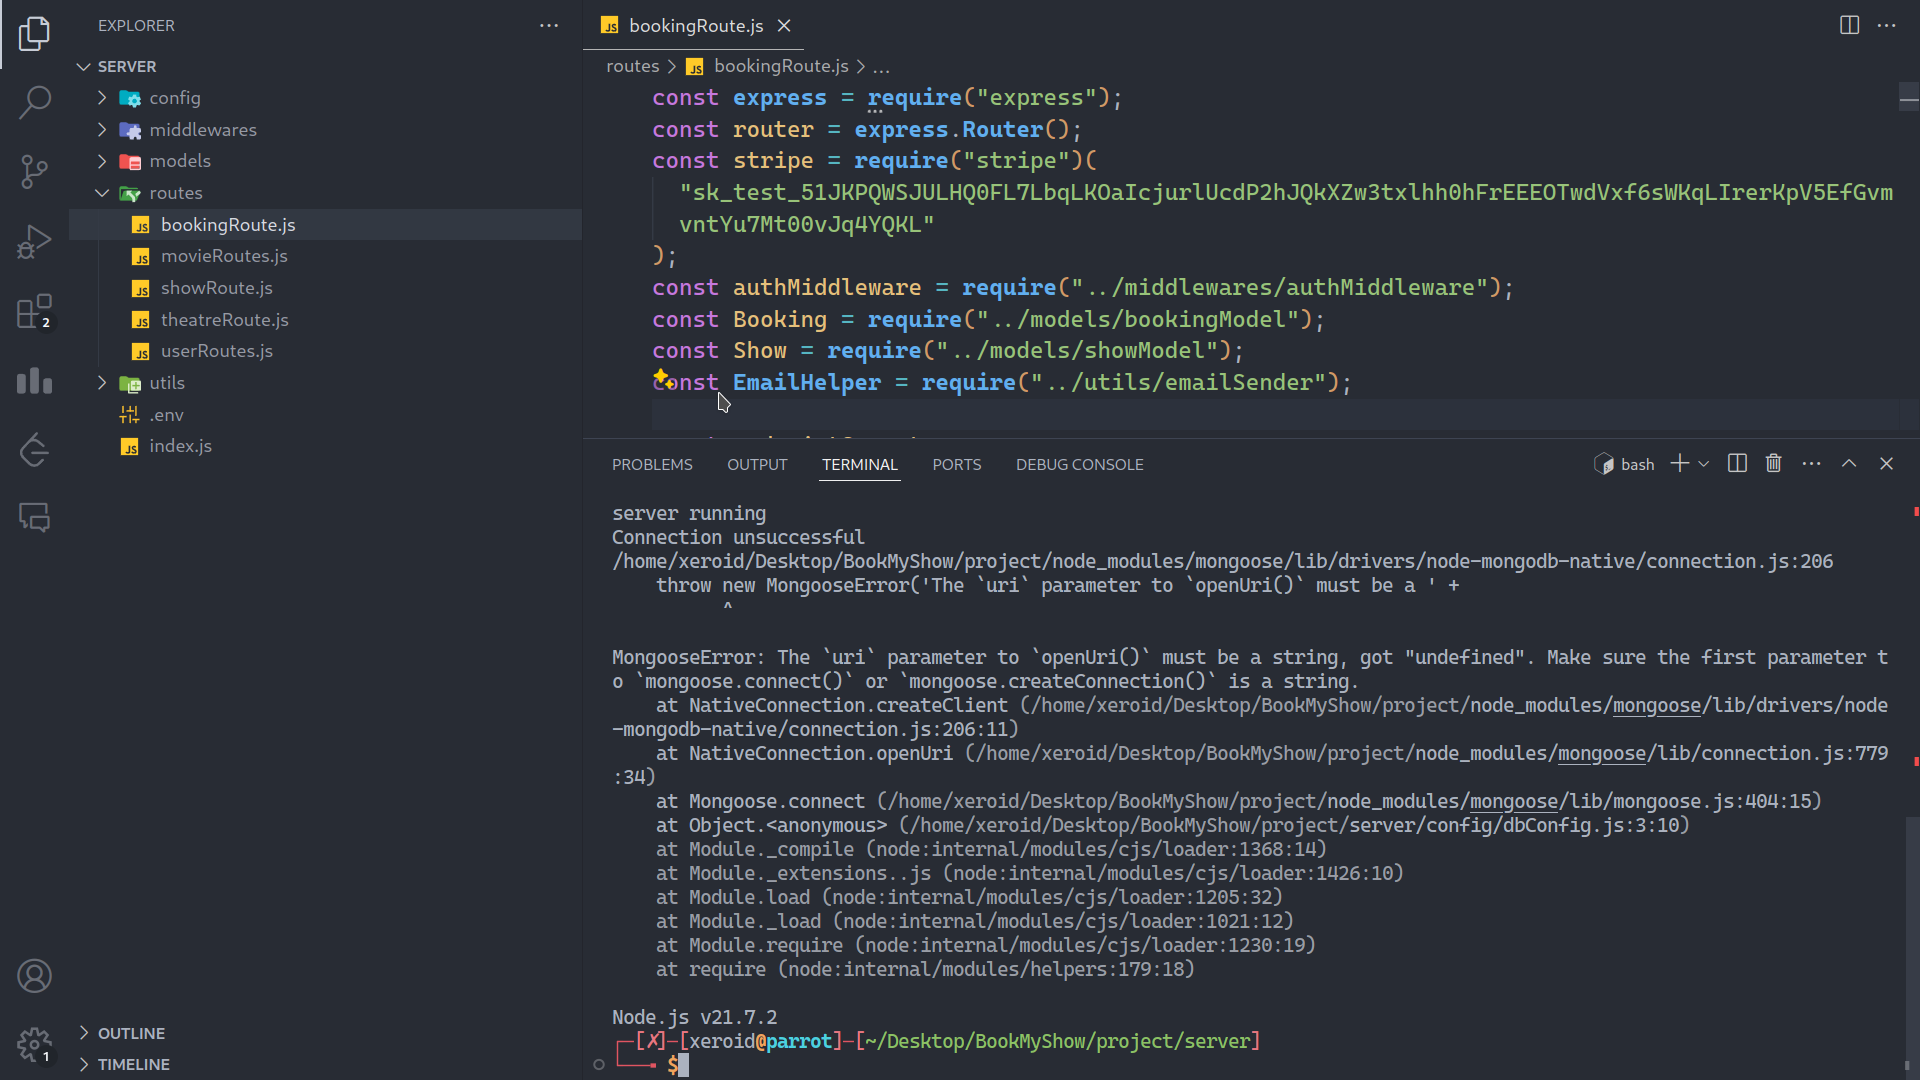 EXPLORER
SERVER
config
middlewares
models
routes
bookingRoute.js
movieRoutes.js
showRoute.js
theatreRoute.js
userRoutes.js
utils
.env
index.js
2
1
OUTLINE
TIMELINE
bookingRoute.js
routes > JS bookingRoute.js > ...
const express = require("express");
const router = express.Router();
const stripe = require("stripe")(
"sk_test_51JKPQWSJULHQ0FL7LbqLKOaIcjurlUcdP2hJQkXZw3txlhh0hFrEEEOTwdVxf6sWKqLIrerKpV5EfGvm
vntYu7Mt00vJq4YQKL"
);
const authMiddleware = require("../middlewares/authMiddleware");
const Booking = require("../models/bookingModel");
const Show = require("../models/showModel");
const EmailHelper = require("../utils/emailSender");
PROBLEMS OUTPUT TERMINAL PORTS DEBUG CONSOLE bash
server running
Connection unsuccessful
/home/xeroid/Desktop/BookMyShow/project/node_modules/mongoose/lib/drivers/node-mongodb-native/connection.js:206
    throw new MongooseError('The `uri` parameter to `openUri()` must be a ' +
          ^
MongooseError: The `uri` parameter to `openUri()` must be a string, got "undefined". Make sure the first parameter t
o `mongoose.connect()` or `mongoose.createConnection()` is a string.
    at NativeConnection.createClient (/home/xeroid/Desktop/BookMyShow/project/node_modules/mongoose/lib/drivers/node
-mongodb-native/connection.js:206:11)
    at NativeConnection.openUri (/home/xeroid/Desktop/BookMyShow/project/node_modules/mongoose/lib/connection.js:779
:34)
    at Mongoose.connect (/home/xeroid/Desktop/BookMyShow/project/node_modules/mongoose/lib/mongoose.js:404:15)
    at Object.<anonymous> (/home/xeroid/Desktop/BookMyShow/project/server/config/dbConfig.js:3:10)
    at Module._compile (node:internal/modules/cjs/loader:1368:14)
    at Module._extensions..js (node:internal/modules/cjs/loader:1426:10)
    at Module.load (node:internal/modules/cjs/loader:1205:32)
    at Module._load (node:internal/modules/cjs/loader:1021:12)
    at Module.require (node:internal/modules/cjs/loader:1230:19)
    at require (node:internal/modules/helpers:179:18)
Node.js v21.7.2
┌─[✗]─[xeroid@parrot]─[~/Desktop/BookMyShow/project/server]
└──╼ $